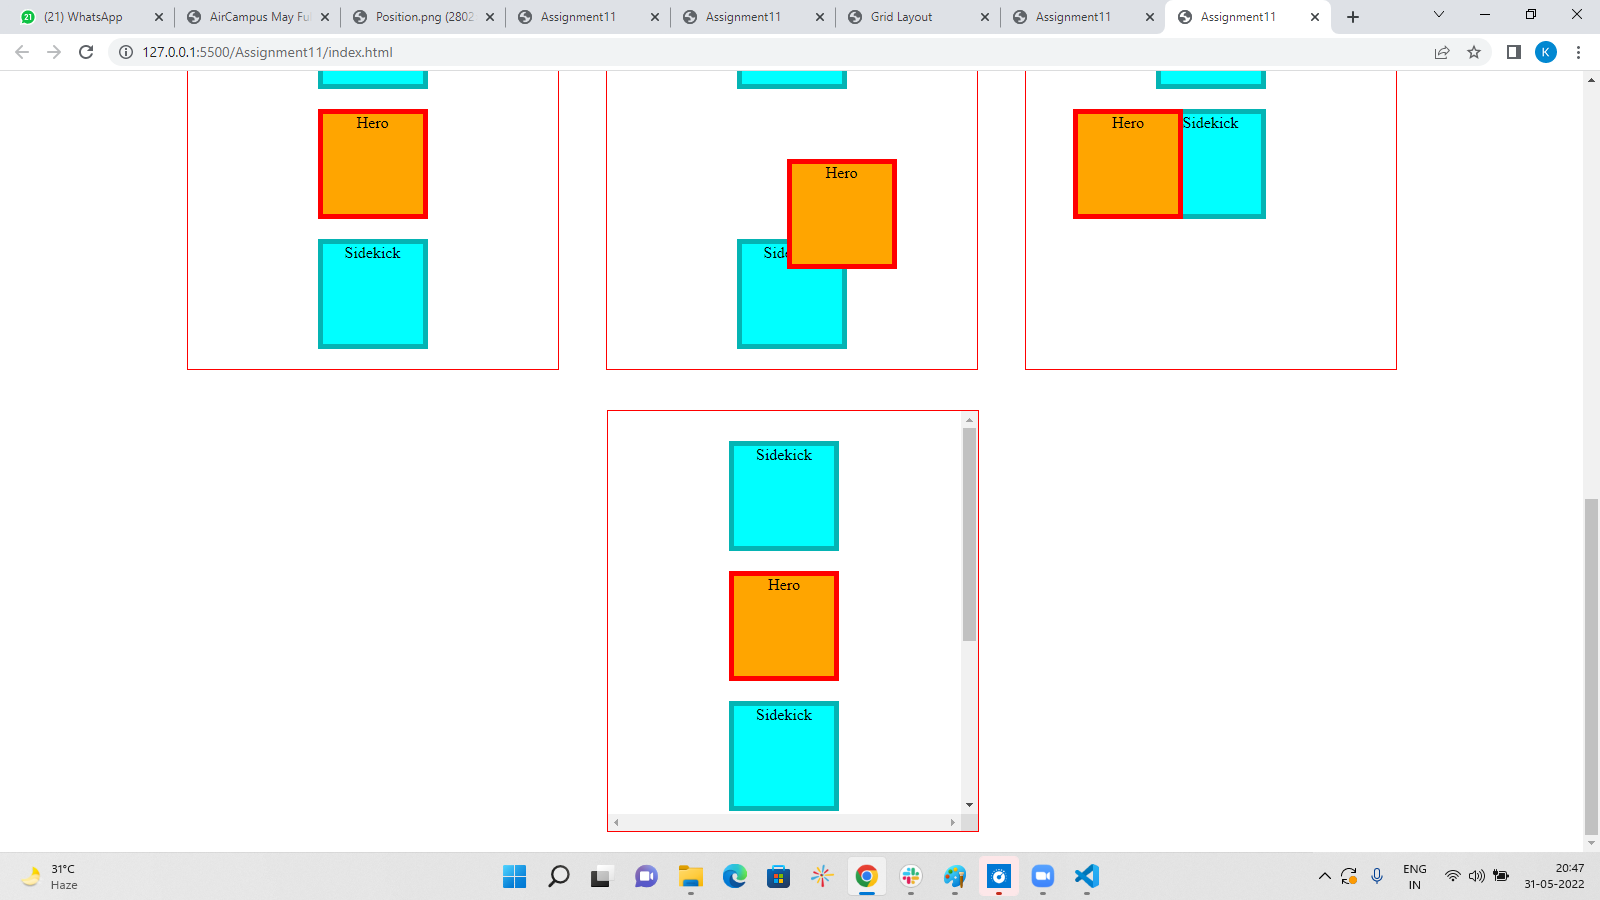 21
(21) WhatsApp
AirCampus May Fu
Position.png (2802
Assignment11
Assignment11
Grid Layout
Assignment11
Assignment11
127.0.0.1:5500/Assignment11/index.html
K
Hero
Hero
Hero
Sidekick
Sidekick
Sid
Sidekick
Hero
Sidekick
31°C
Haze
ENG
IN
20:47
31-05-2022